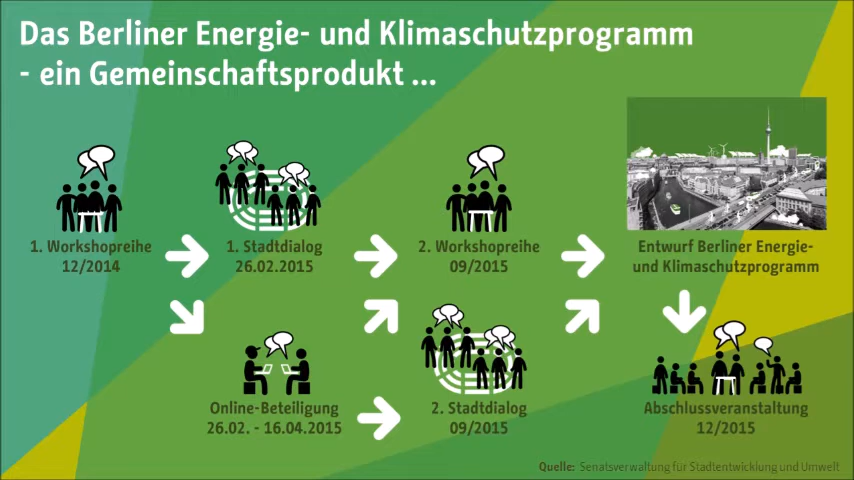 Das Berliner Energie- und Klimaschutzprogramm
- ein Gemeinschaftsprodukt ...
1. Workshopreihe
12/2014
1. Stadtdialog
26.02.2015
2. Workshopreihe
09/2015
Entwurf Berliner Energie-
und Klimaschutzprogramm
Online-Beteiligung
26.02. - 16.04.2015
2. Stadtdialog
09/2015
Abschlussveranstaltung
12/2015
Quelle: Senatsverwaltung für Stadtentwicklung und Umwelt